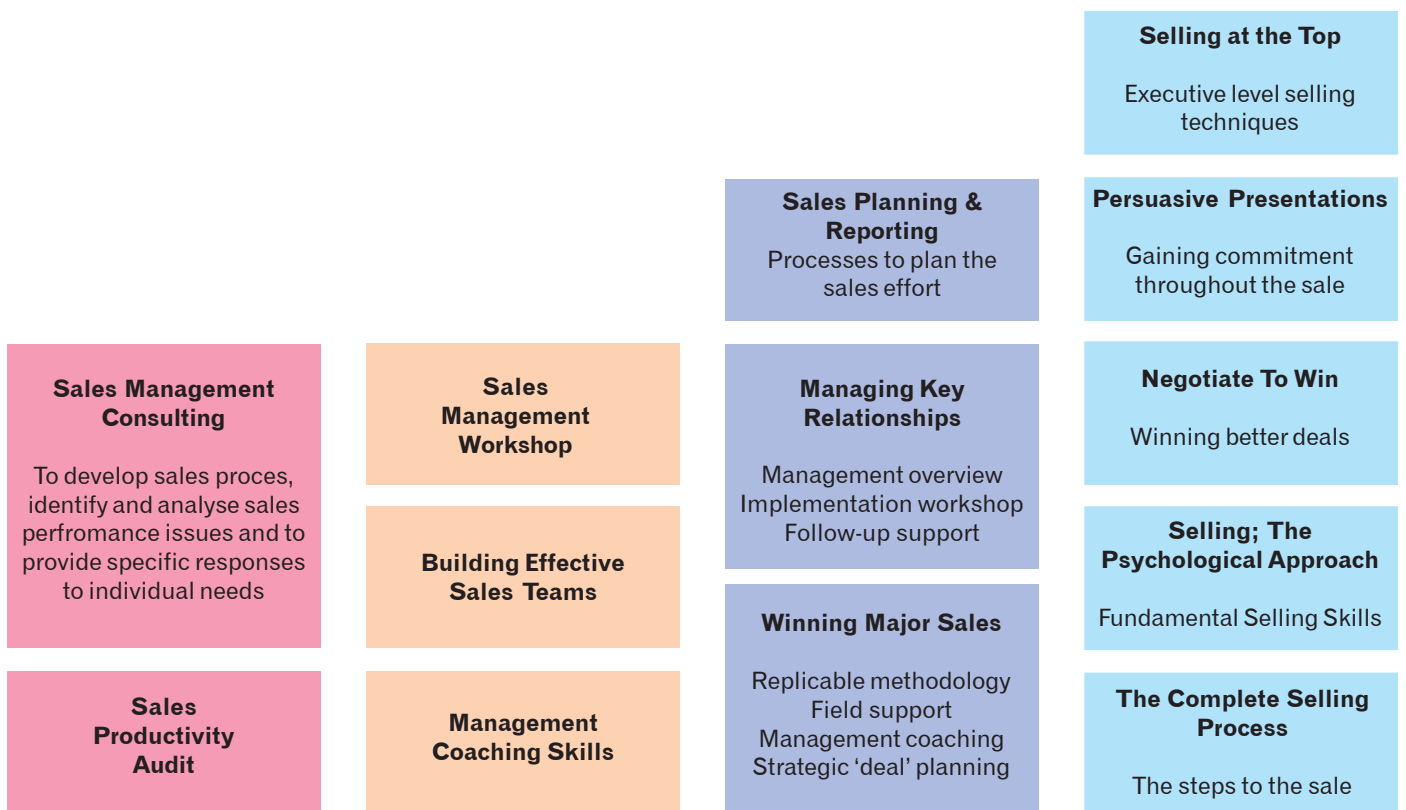 Sales Management
Consulting
To develop sales proces,
identify and analyse sales
perfromance issues and to
provide specific responses
to individual needs
Sales
Productivity
Audit
Sales
Management
Workshop
Building Effective
Sales Teams
Management
Coaching Skills
Sales Planning &
Reporting
Processes to plan the
sales effort
Managing Key
Relationships
Management overview
Implementation workshop
Follow-up support
Winning Major Sales
Replicable methodology
Field support
Management coaching
Strategic ‘deal’ planning
Selling at the Top
Executive level selling
techniques
Persuasive Presentations
Gaining commitment
throughout the sale
Negotiate To Win
Winning better deals
Selling; The
Psychological Approach
Fundamental Selling Skills
The Complete Selling
Process
The steps to the sale